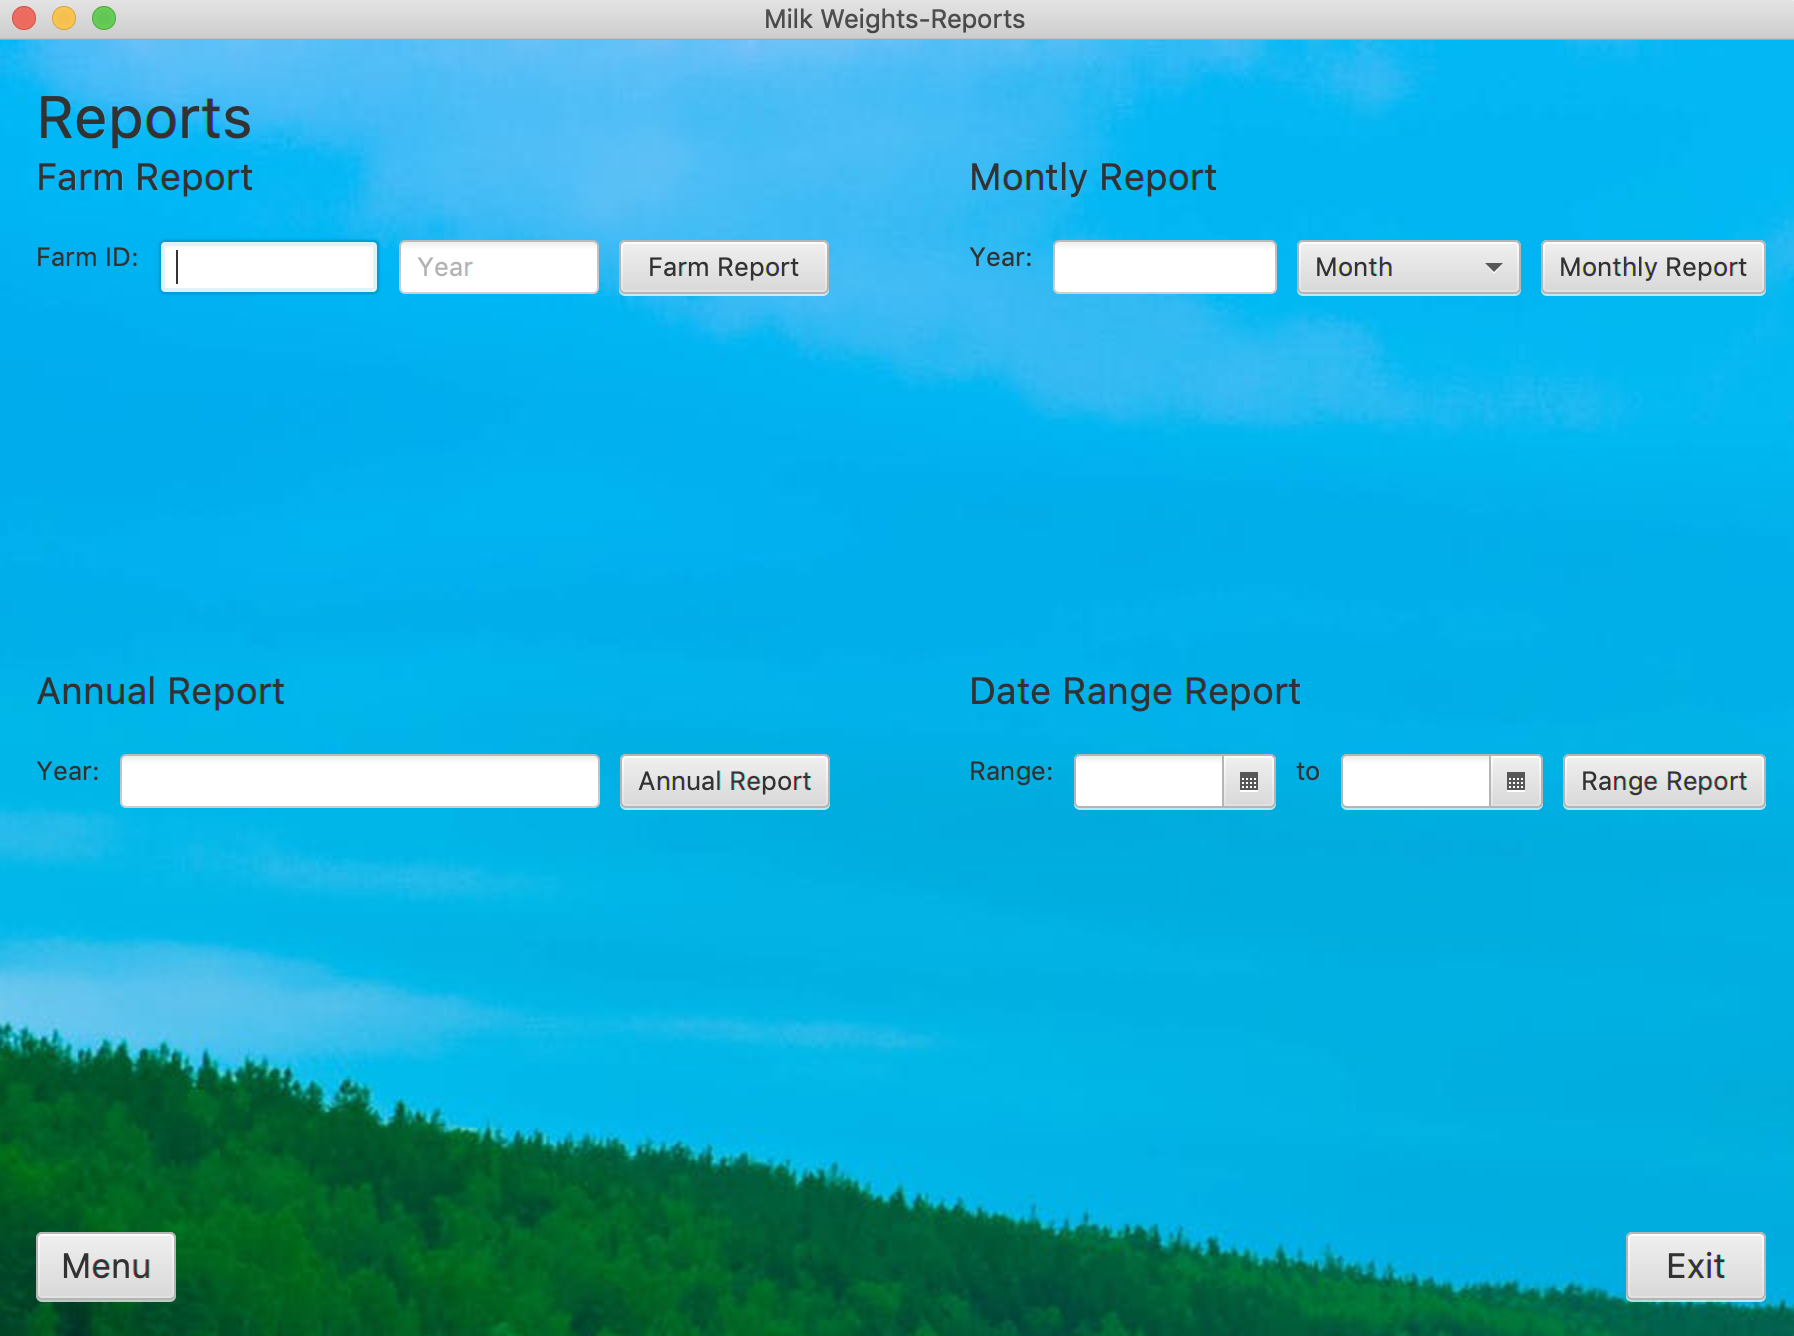 Milk Weights-Reports
Reports
Farm Report
Farm ID: Year Farm Report
Montly Report
Year: Month Monthly Report
Annual Report
Year: Annual Report
Date Range Report
Range: to Range Report
Menu
Exit